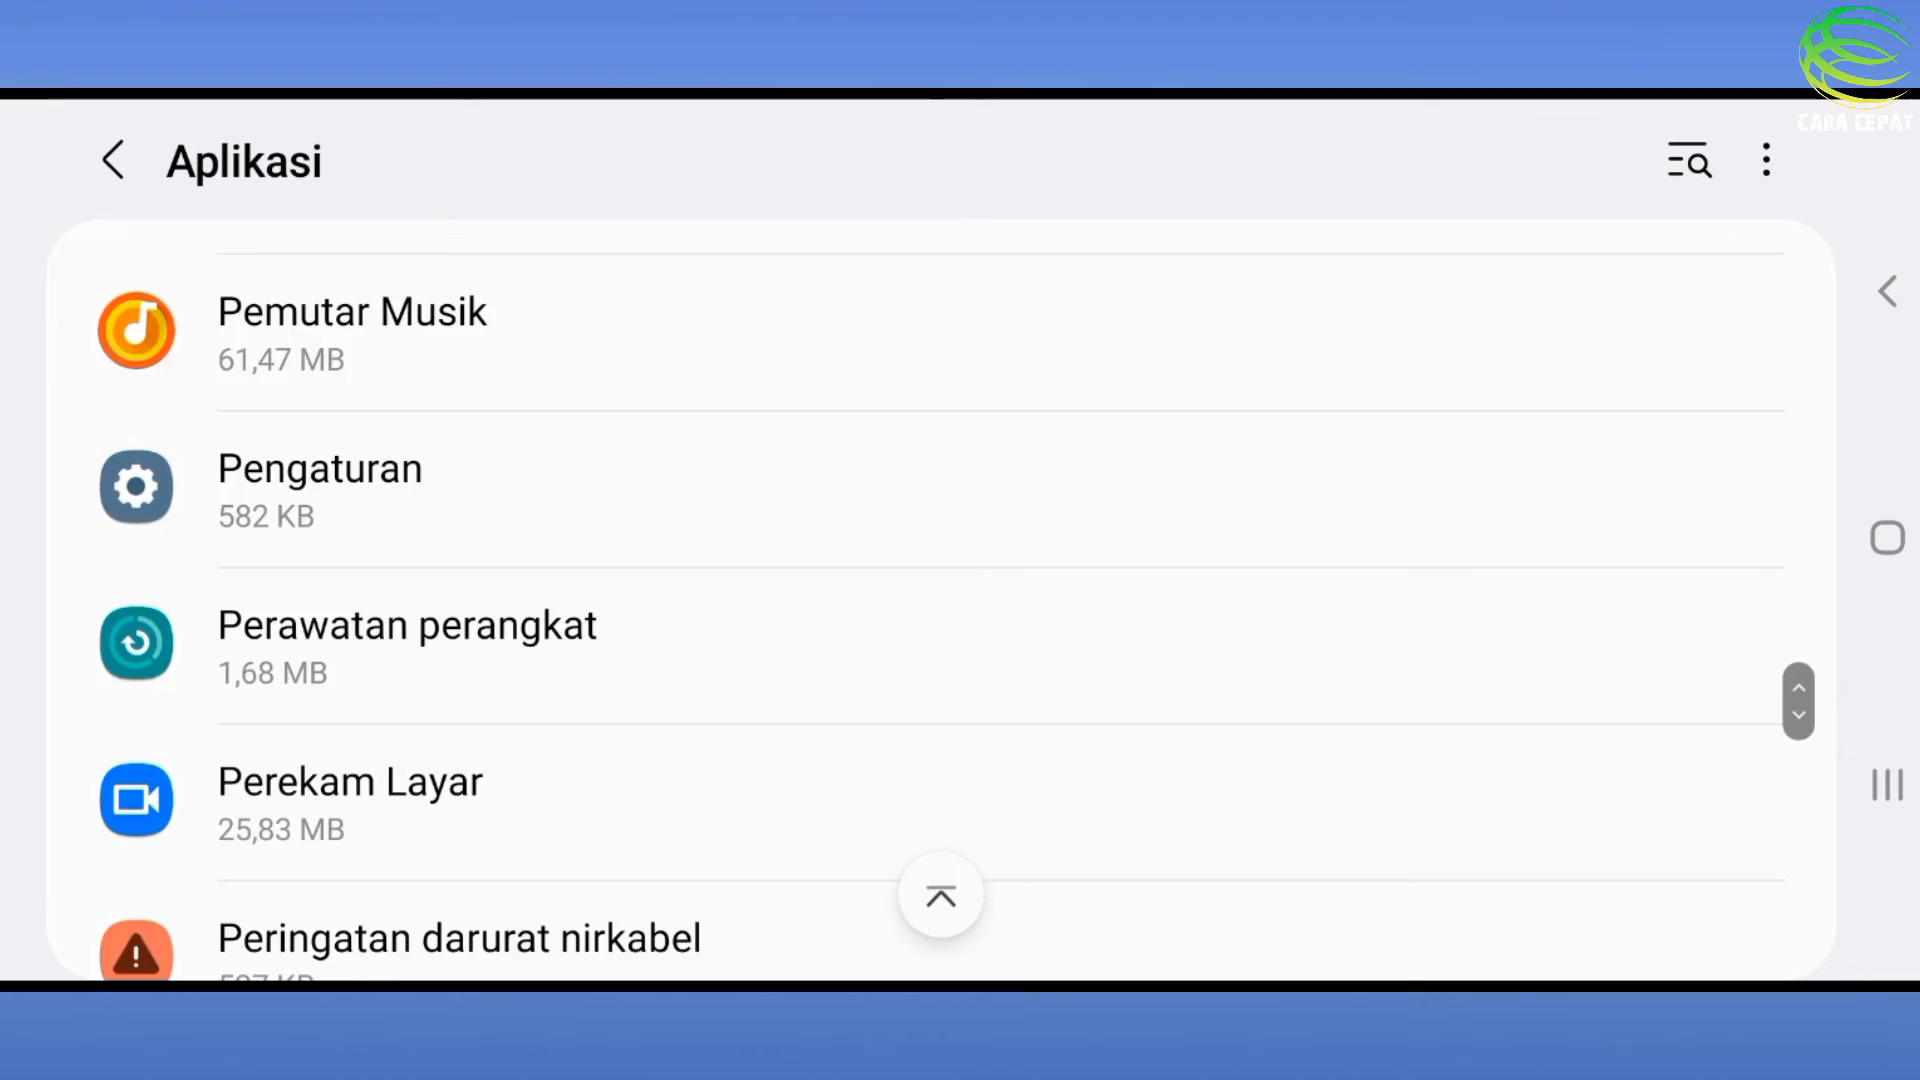 CARA CEPAT
Aplikasi
Pemutar Musik
61,47 MB
Pengaturan
582 KB
Perawatan perangkat
1,68 MB
Perekam Layar
25,83 MB
Peringatan darurat nirkabel